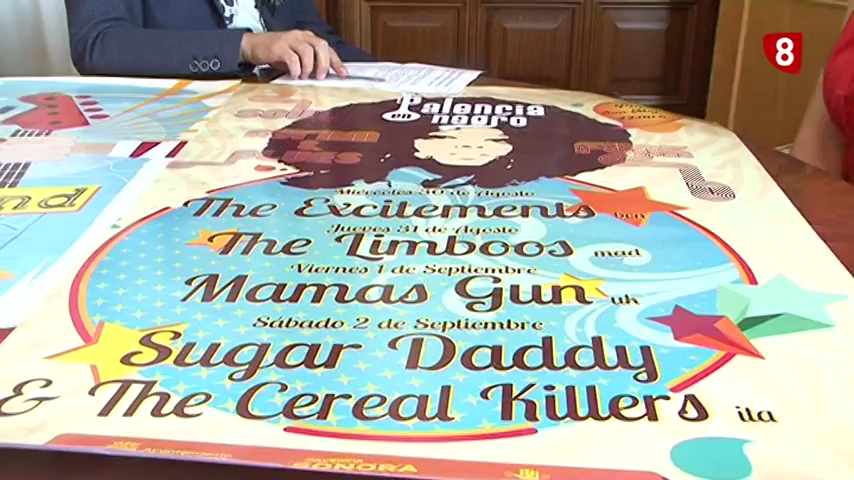 8
Palencia
en negro
Miércoles 30 de Agosto
The Excitements bcn
Jueves 31 de Agosto
The Limboos mad
Viernes 1 de Septiembre
Mamas Gun uk
Sábado 2 de Septiembre
Sugar Daddy
& The Cereal Killers ita
SONORA